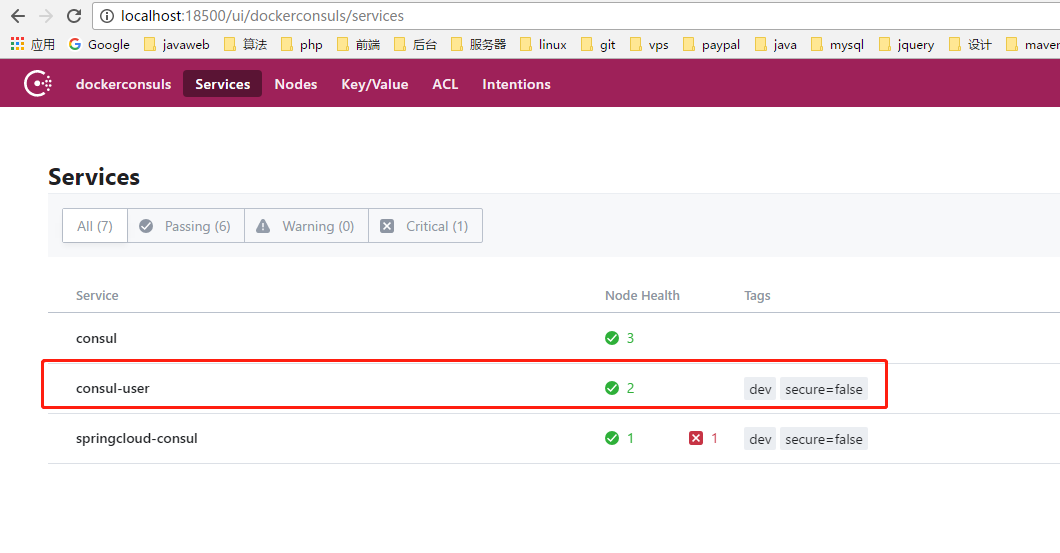 localhost:18500/ui/dockerconsuls/services
应用 Google javaweb 算法 php 前端 后台 服务器 linux git vps paypal java mysql jquery 设计 maven
dockerconsuls Services Nodes Key/Value ACL Intentions
Services
All (7) Passing (6) Warning (0) Critical (1)
Service Node Health Tags
consul 3
consul-user 2 dev secure=false
springcloud-consul 1 1 dev secure=false